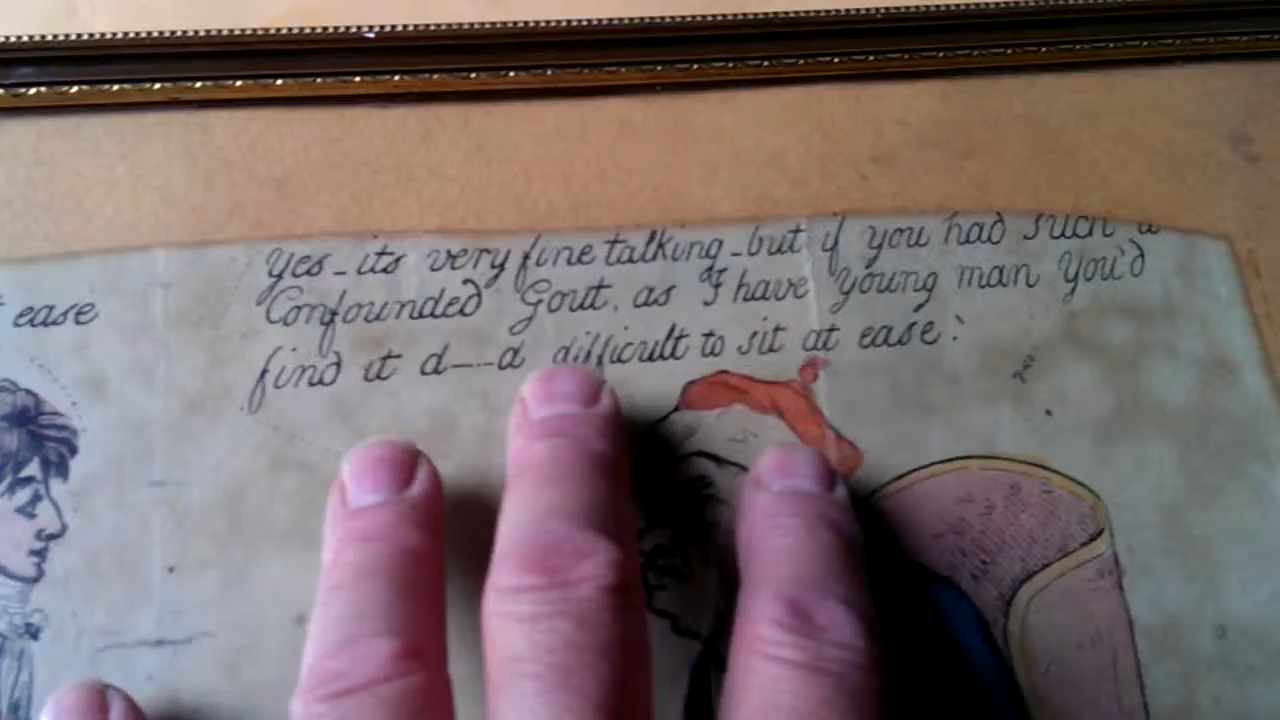 yes - its very fine talking - but if you had such a
Confounded Gout. as I have young man you'd
find it d----d difficult to sit at ease:
ease